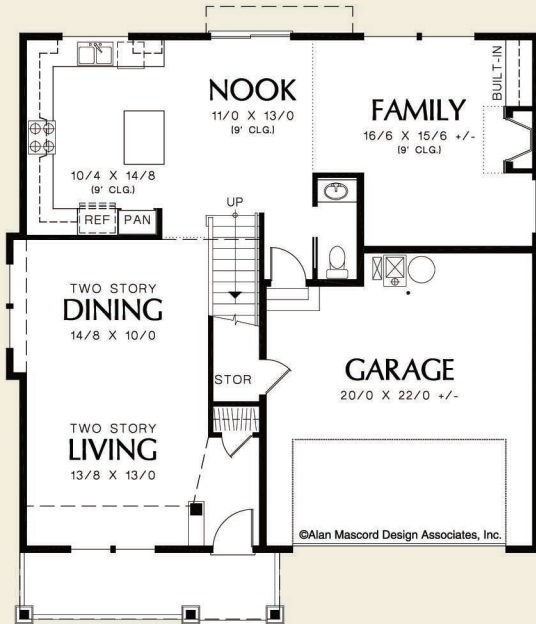 NOOK
11/0 X 13/0
(9' CLG.)
BUILT-IN
FAMILY
16/6 X 15/6 +/-
(9' CLG.)
10/4 X 14/8
(9' CLG.)
REF
PAN
UP
TWO STORY
DINING
14/8 X 10/0
STOR
GARAGE
20/0 X 22/0 +/-
TWO STORY
LIVING
13/8 X 13/0
©Alan Mascord Design Associates, Inc.